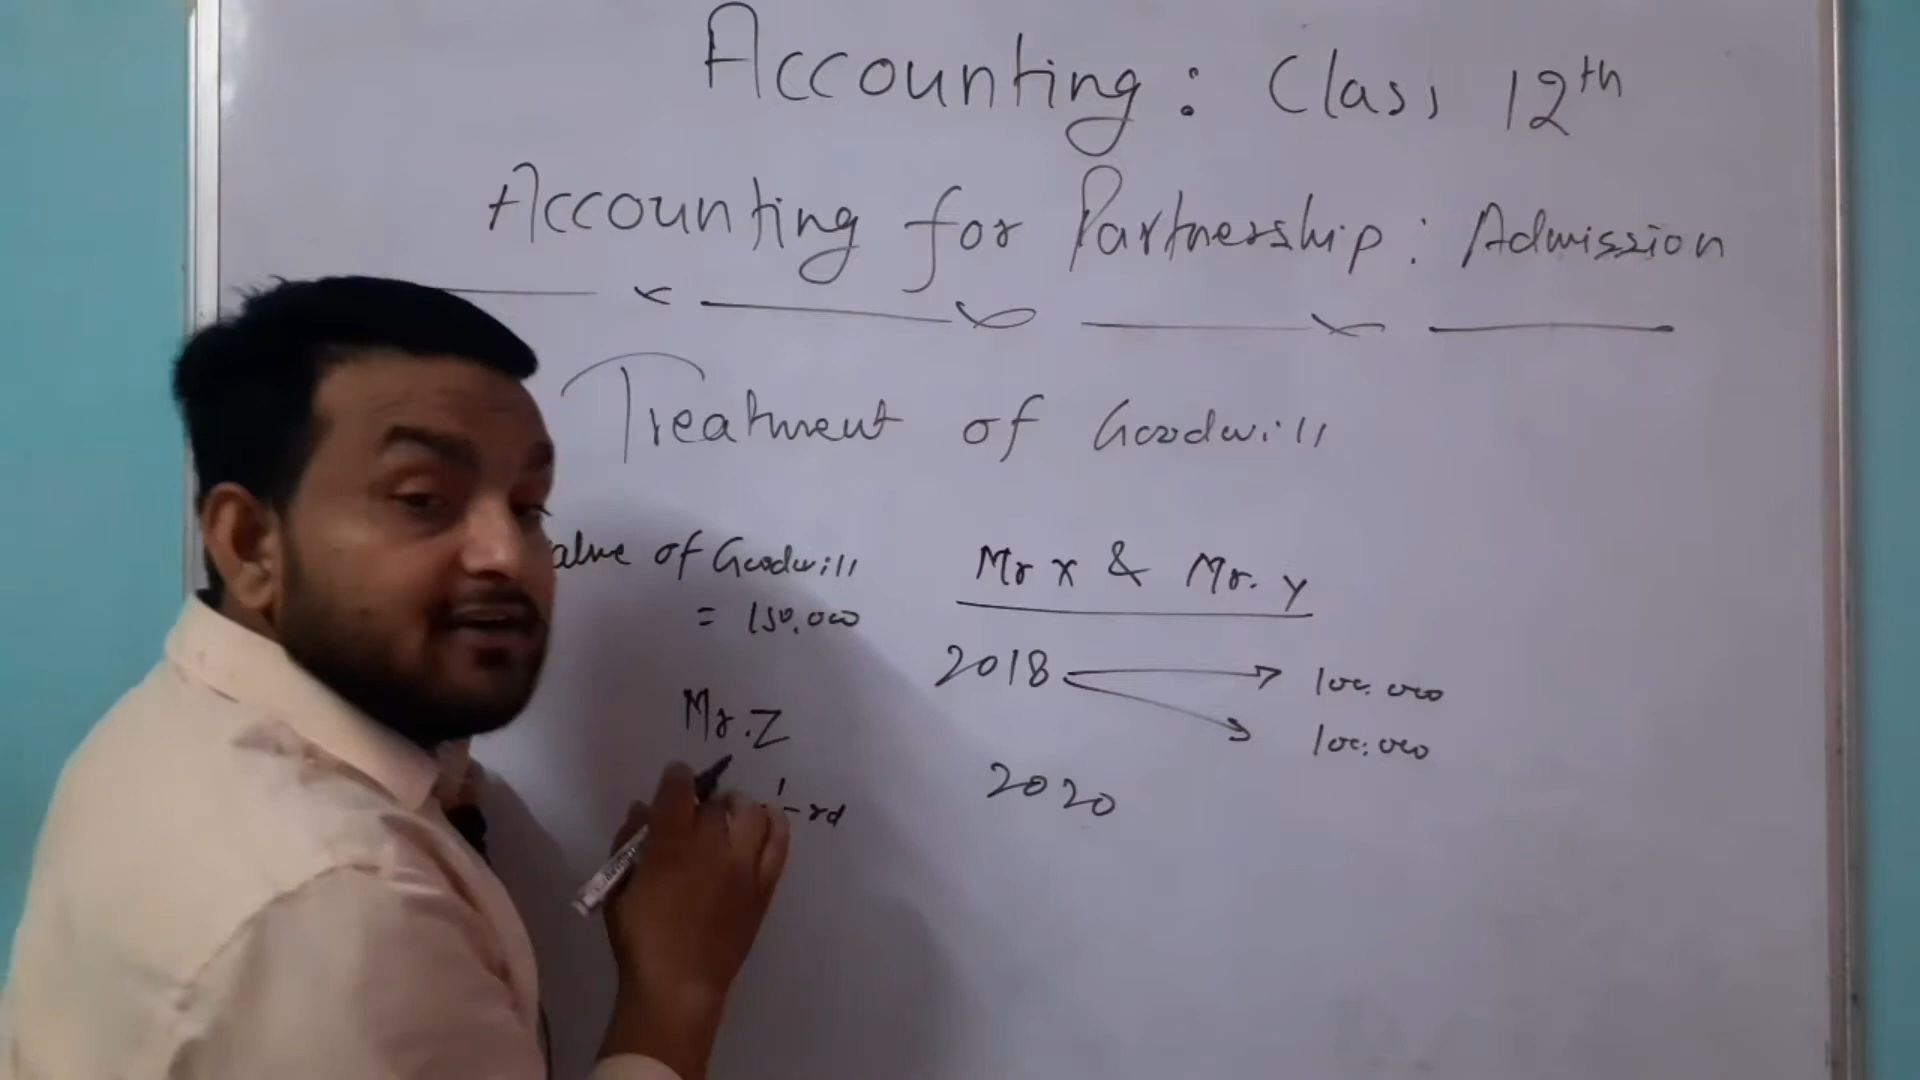 Accounting : Class 12th
Accounting for Partnership : Admission
Treatment of Goodwill
alue of Goodwill
= 150.000
Mr X & Mr. Y
2018
100.000
100.000
Mr. Z
rd
2020